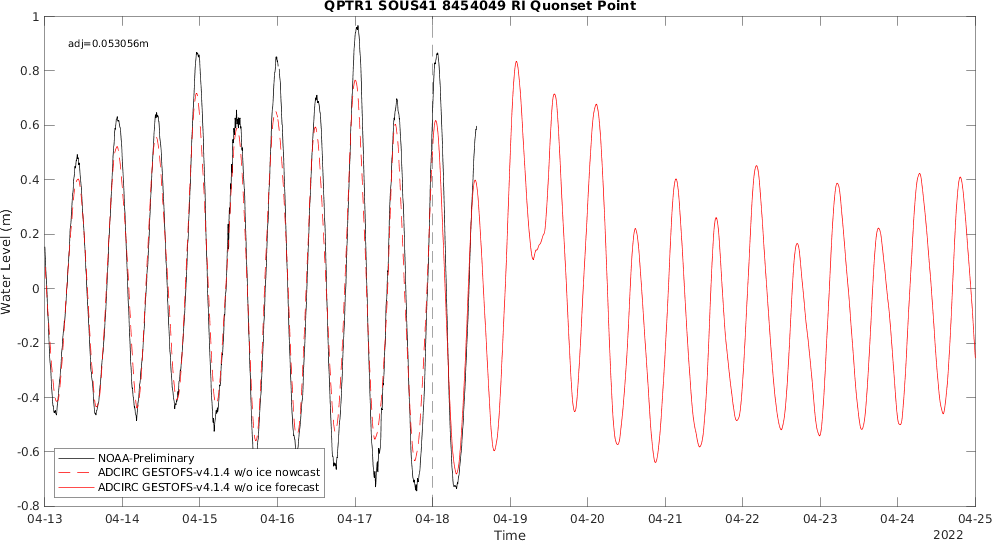 QPTR1 SOUS41 8454049 RI Quonset Point
adj=0.053056m
1
0.8
0.6
0.4
0.2
0
-0.2
-0.4
-0.6
-0.8
Water Level (m)
NOAA-Preliminary
ADCIRC GESTOFS-v4.1.4 w/o ice nowcast
ADCIRC GESTOFS-v4.1.4 w/o ice forecast
04-13 04-14 04-15 04-16 04-17 04-18 04-19 04-20 04-21 04-22 04-23 04-24 04-25
Time
2022